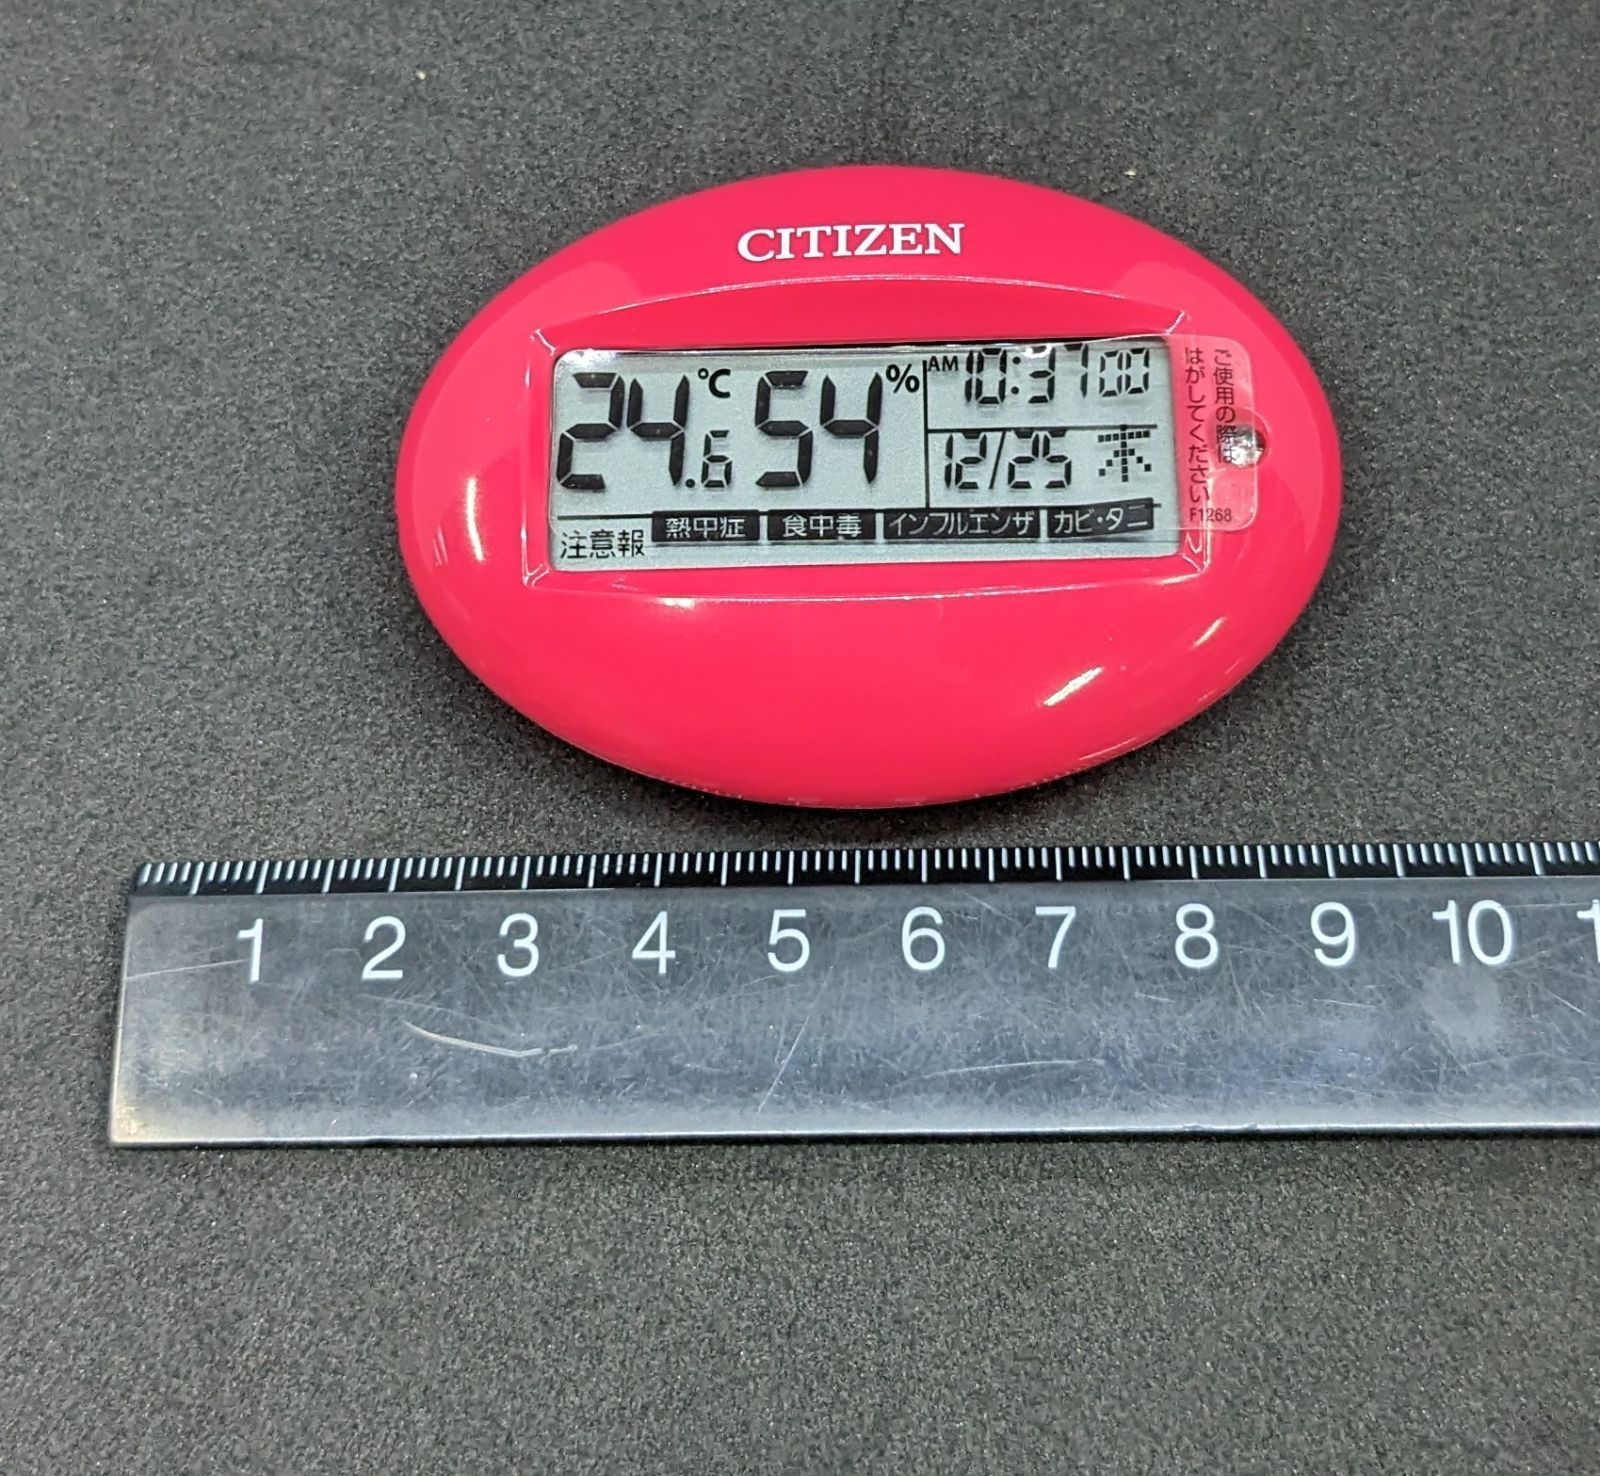 CITIZEN
24.6℃ 54%
AM 10:37 00
12/25 木
注意報 熱中症 食中毒 インフルエンザ カビ・ダニ
ご使用の際は
はがしてください
F1268
1 2 3 4 5 6 7 8 9 10